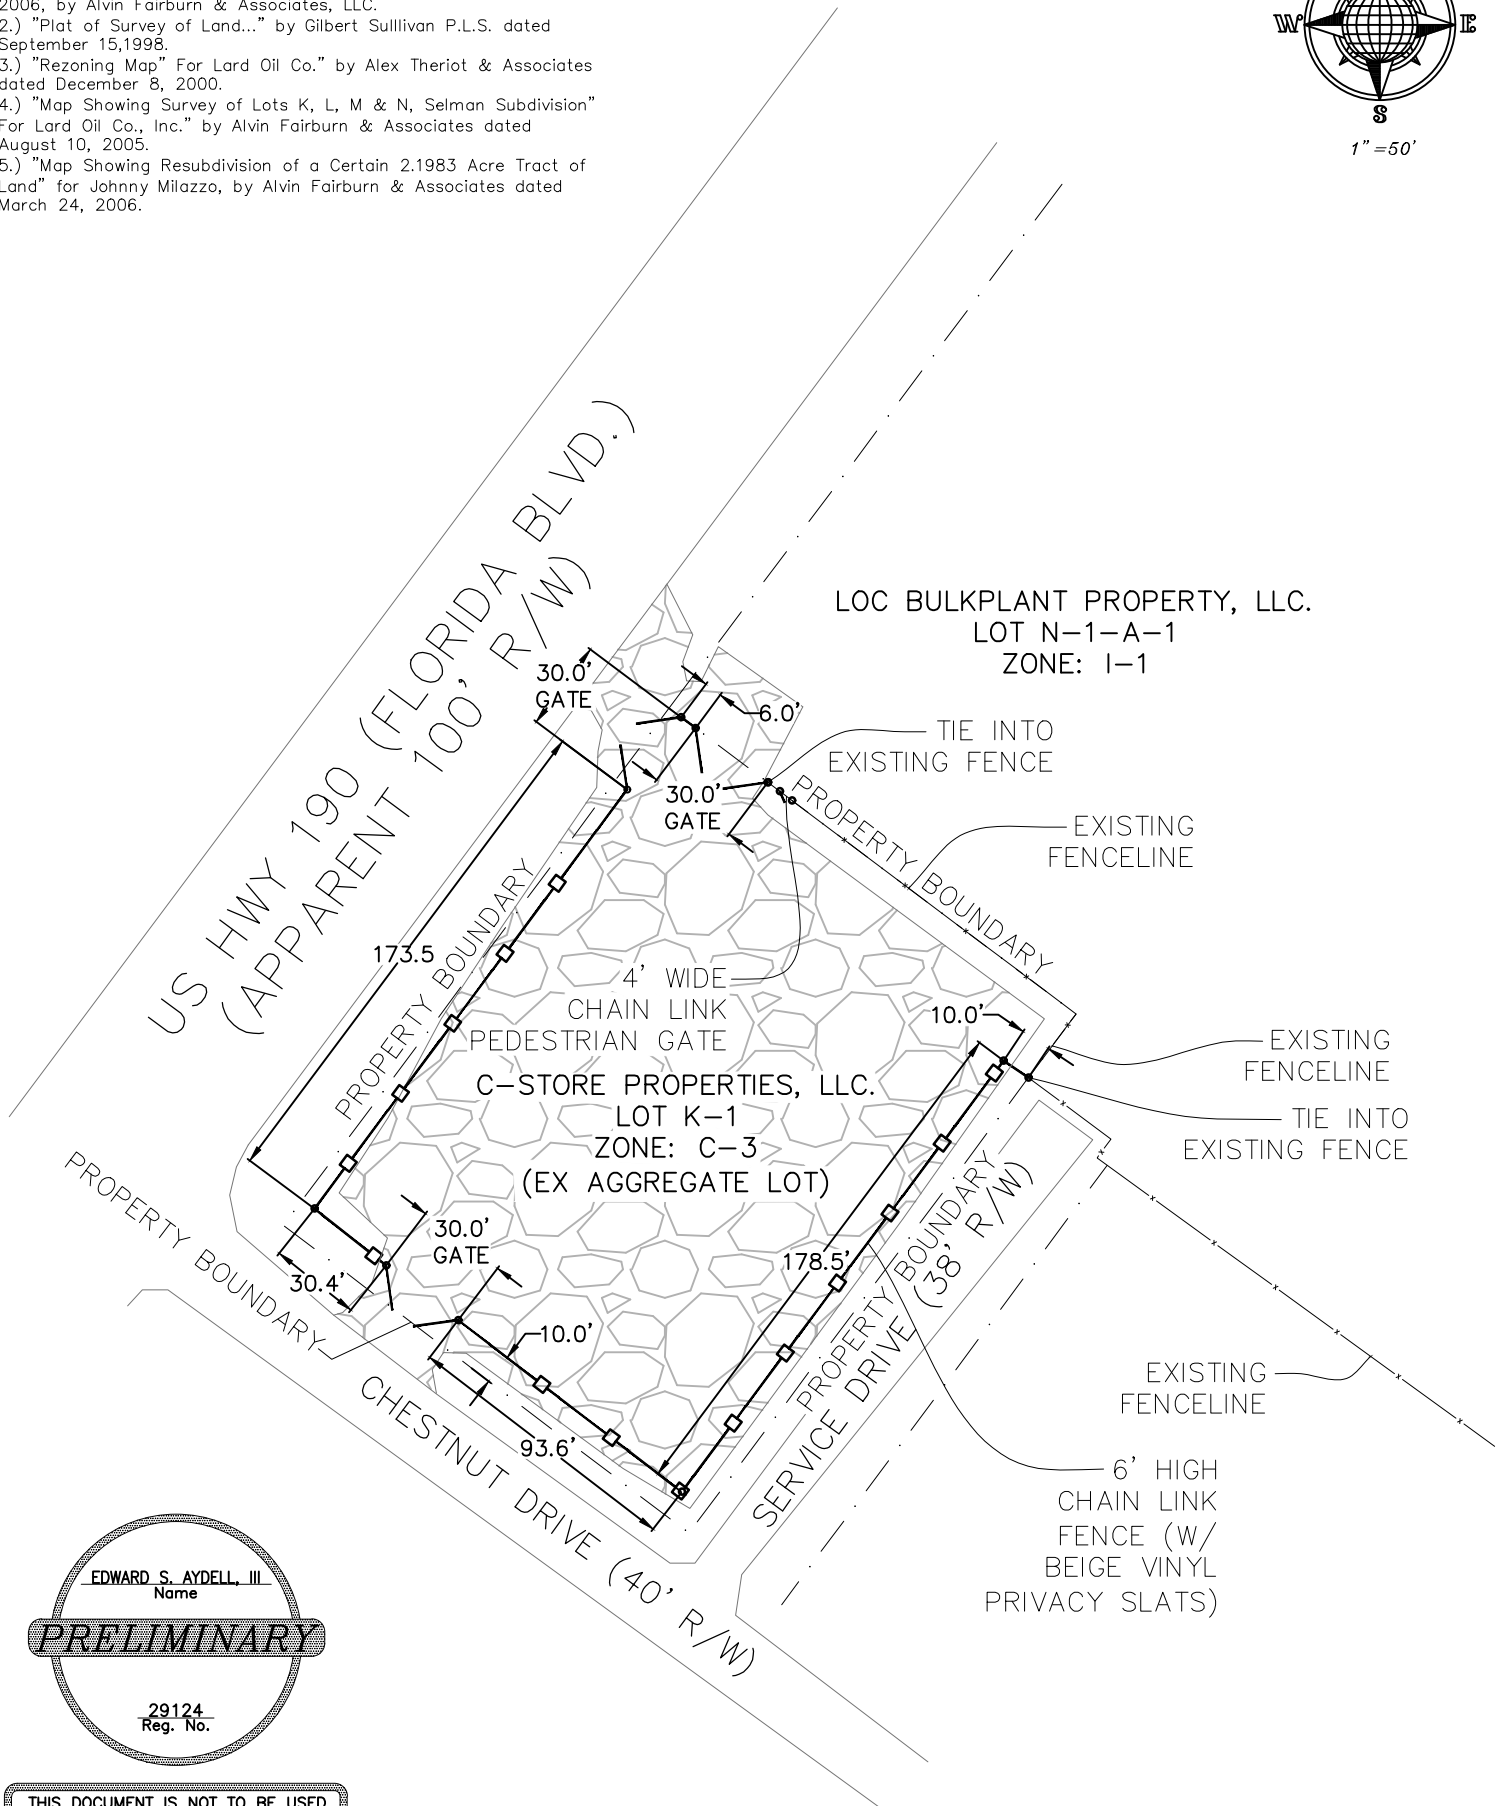 2006, by Alvin Fairburn & Associates, LLC.
2.) "Plat of Survey of Land..." by Gilbert Sulllivan P.L.S. dated
September 15,1998.
3.) "Rezoning Map" For Lard Oil Co." by Alex Theriot & Associates
dated December 8, 2000.
4.) "Map Showing Survey of Lots K, L, M & N, Selman Subdivision"
For Lard Oil Co., Inc." by Alvin Fairburn & Associates dated
August 10, 2005.
5.) "Map Showing Resubdivision of a Certain 2.1983 Acre Tract of
Land" for Johnny Milazzo, by Alvin Fairburn & Associates dated
March 24, 2006.
W
E
S
1"=50'
US HWY 190 (FLORIDA BLVD.)
(APPARENT 100' R/W)
LOC BULKPLANT PROPERTY, LLC.
LOT N-1-A-1
ZONE: I-1
30.0'
GATE
6.0'
TIE INTO
EXISTING FENCE
30.0'
GATE
PROPERTY BOUNDARY
EXISTING
FENCELINE
173.5
PROPERTY BOUNDARY
4' WIDE
CHAIN LINK
PEDESTRIAN GATE
10.0'
EXISTING
FENCELINE
C-STORE PROPERTIES, LLC.
LOT K-1
ZONE: C-3
(EX AGGREGATE LOT)
TIE INTO
EXISTING FENCE
PROPERTY BOUNDARY
30.0'
GATE
30.4'
178.5'
PROPERTY BOUNDARY
SERVICE DRIVE (38' R/W)
10.0'
93.6'
CHESTNUT DRIVE (40' R/W)
EXISTING
FENCELINE
6' HIGH
CHAIN LINK
FENCE (W/
BEIGE VINYL
PRIVACY SLATS)
EDWARD S. AYDELL, III
Name
PRELIMINARY
29124
Reg. No.
THIS DOCUMENT IS NOT TO BE USED